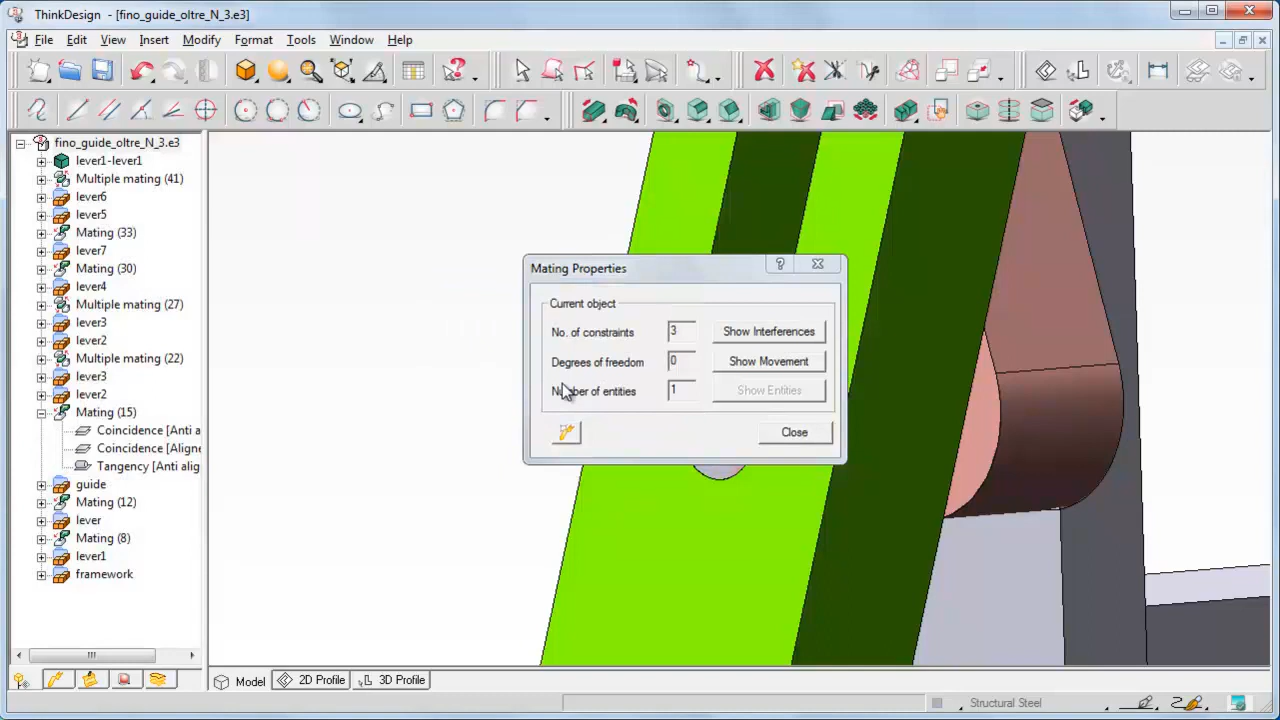 ThinkDesign - [fino_guide_oltre_N_3.e3]
File Edit View Insert Modify Format Tools Window Help
fino_guide_oltre_N_3.e3
lever1-lever1
Multiple mating (41)
lever6
lever5
Mating (33)
lever7
Mating (30)
lever4
Multiple mating (27)
lever3
lever2
Multiple mating (22)
lever3
lever2
Mating (15)
Coincidence [Anti a
Coincidence [Aligne
Tangency [Anti alig
guide
Mating (12)
lever
Mating (8)
lever1
framework
Mating Properties
Current object
No. of constraints 3 Show Interferences
Degrees of freedom 0 Show Movement
Number of entities 1 Show Entities
Close
Model 2D Profile 3D Profile
Structural Steel